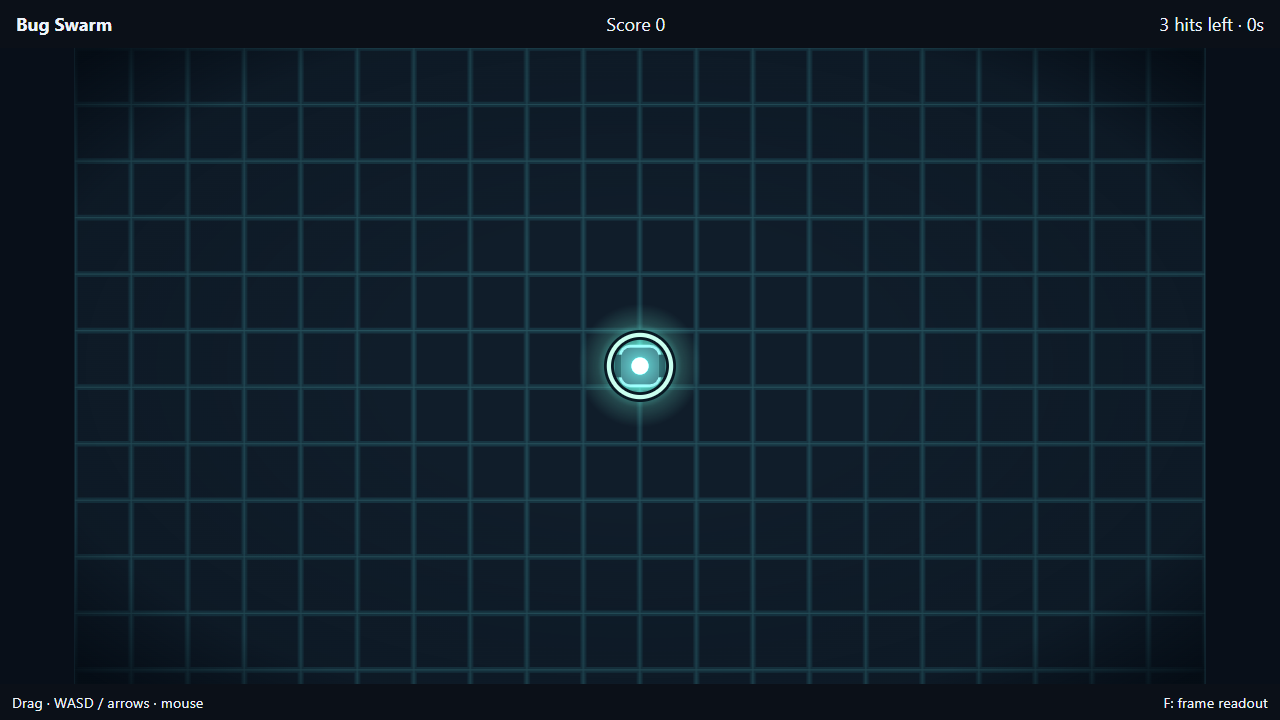 Bug Swarm
Score 0
3 hits left · 0s
Drag · WASD / arrows · mouse
F: frame readout